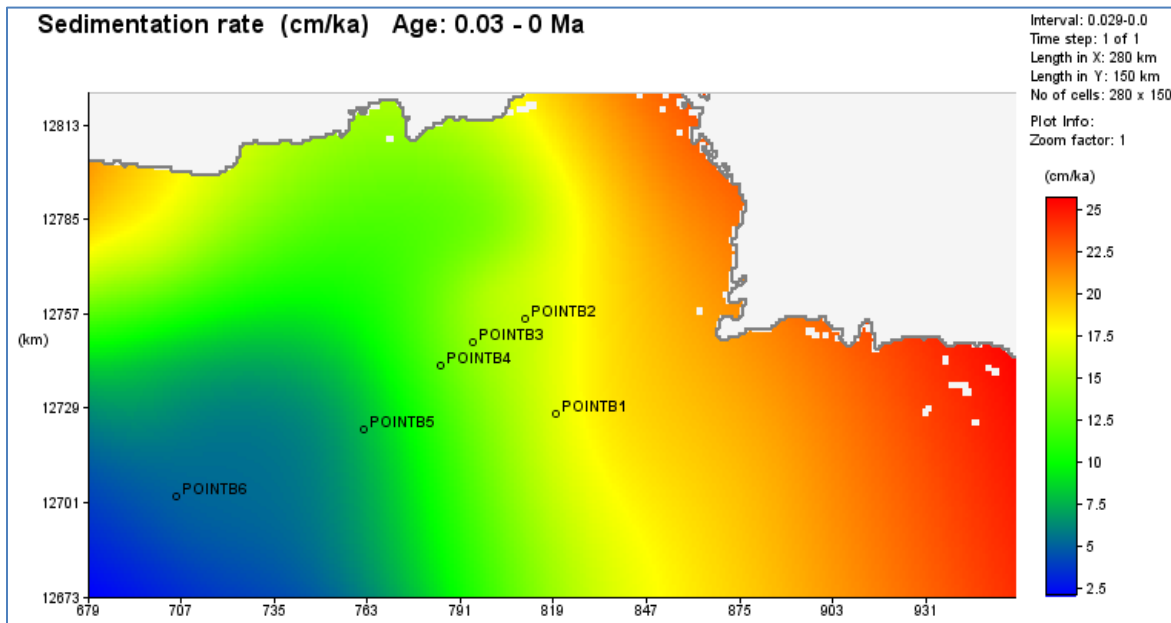 Sedimentation rate (cm/ka) Age: 0.03 - 0 Ma
Interval: 0.029-0.0
Time step: 1 of 1
Length in X: 280 km
Length in Y: 150 km
No of cells: 280 x 150
Plot Info:
Zoom factor: 1
(cm/ka)
25
22.5
20
17.5
15
12.5
10
7.5
5
2.5
12813
12785
12757
(km)
12729
12701
12673
POINTB2
POINTB3
POINTB4
POINTB1
POINTB5
POINTB6
679 707 735 763 791 819 847 875 903 931